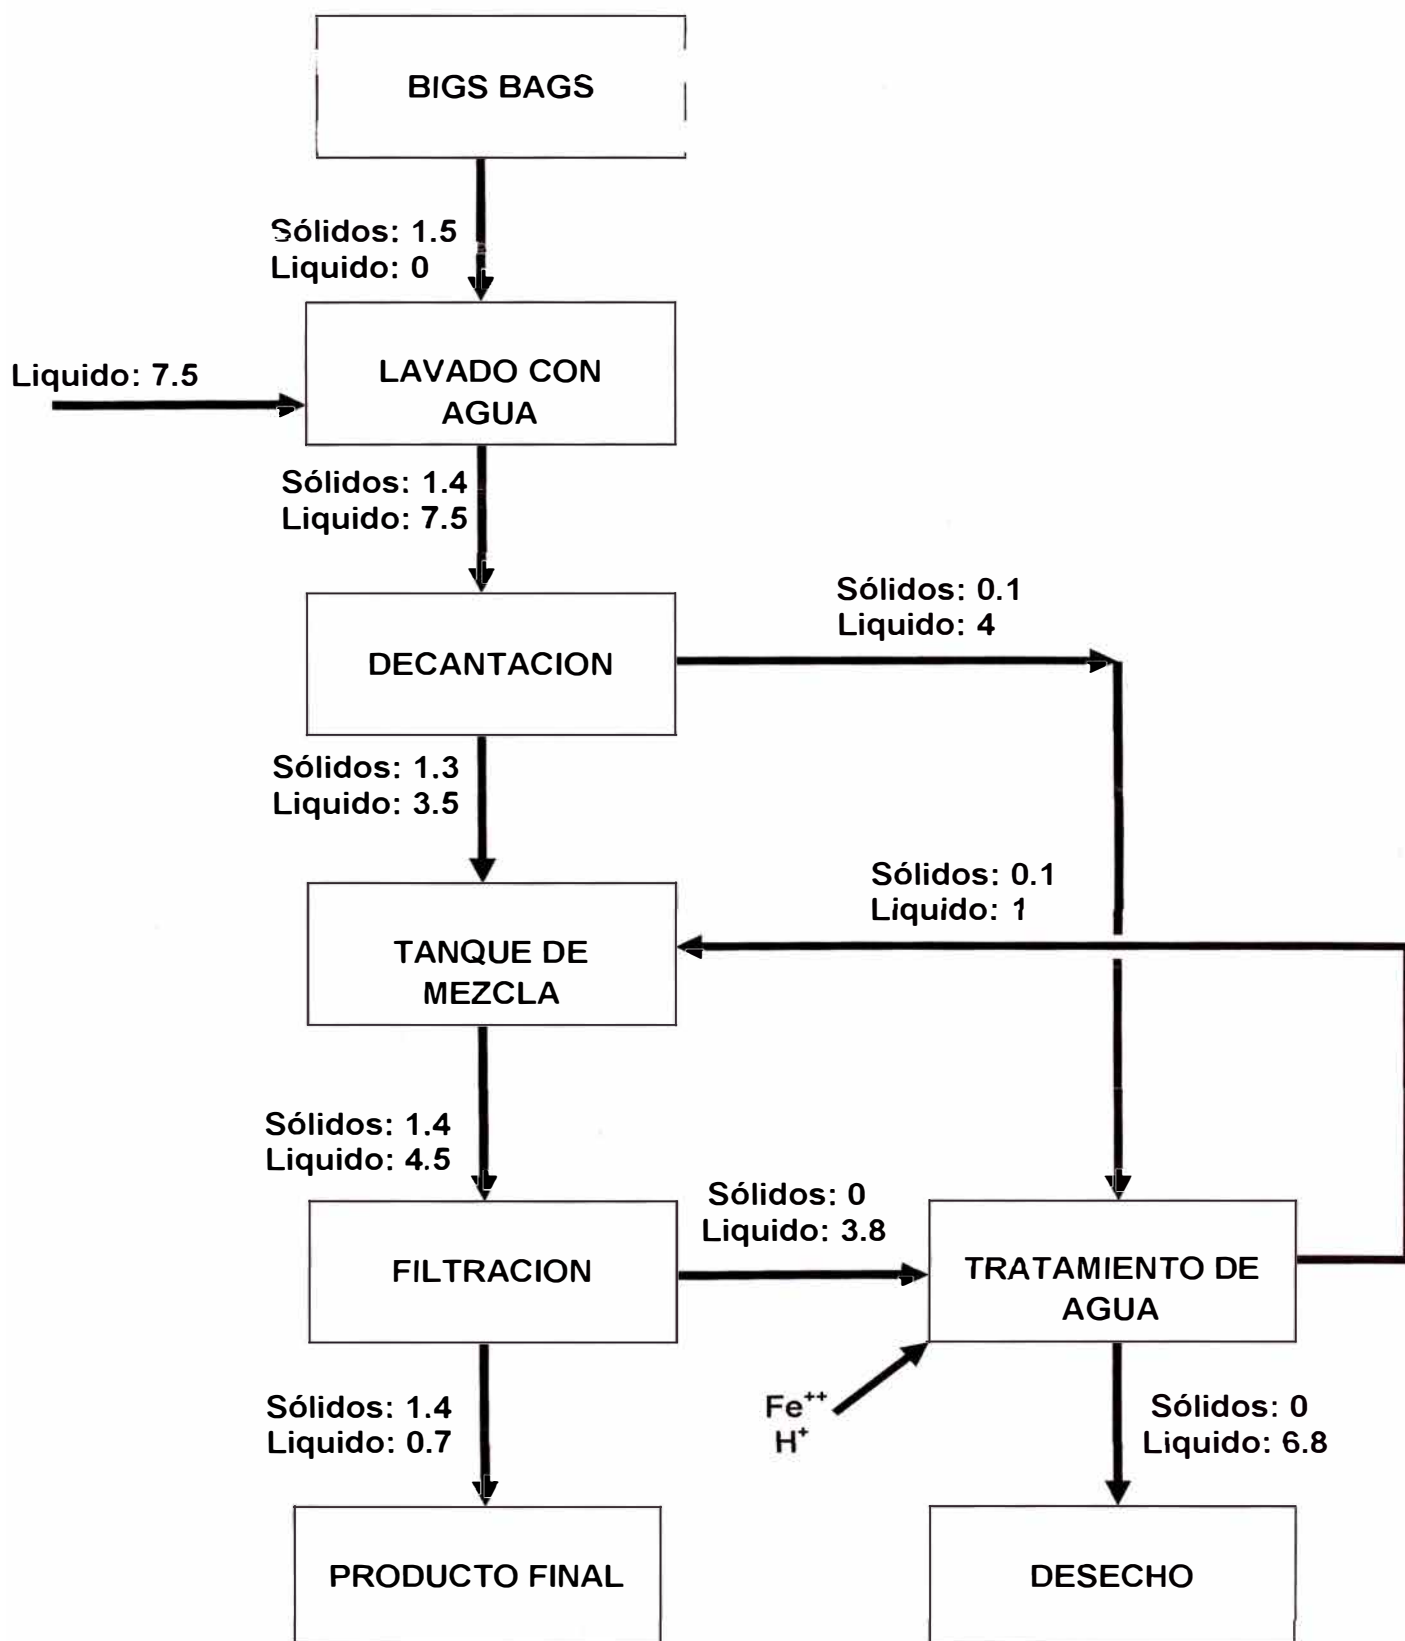 BIGS BAGS
Sólidos: 1.5
Liquido: 0
Liquido: 7.5
LAVADO CON
AGUA
Sólidos: 1.4
Liquido: 7.5
Sólidos: 0.1
Liquido: 4
DECANTACION
Sólidos: 1.3
Liquido: 3.5
Sólidos: 0.1
Liquido: 1
TANQUE DE
MEZCLA
Sólidos: 1.4
Liquido: 4.5
Sólidos: 0
Liquido: 3.8
FILTRACION
TRATAMIENTO DE
AGUA
Fe⁺⁺
H⁺
Sólidos: 1.4
Liquido: 0.7
Sólidos: 0
Liquido: 6.8
PRODUCTO FINAL
DESECHO